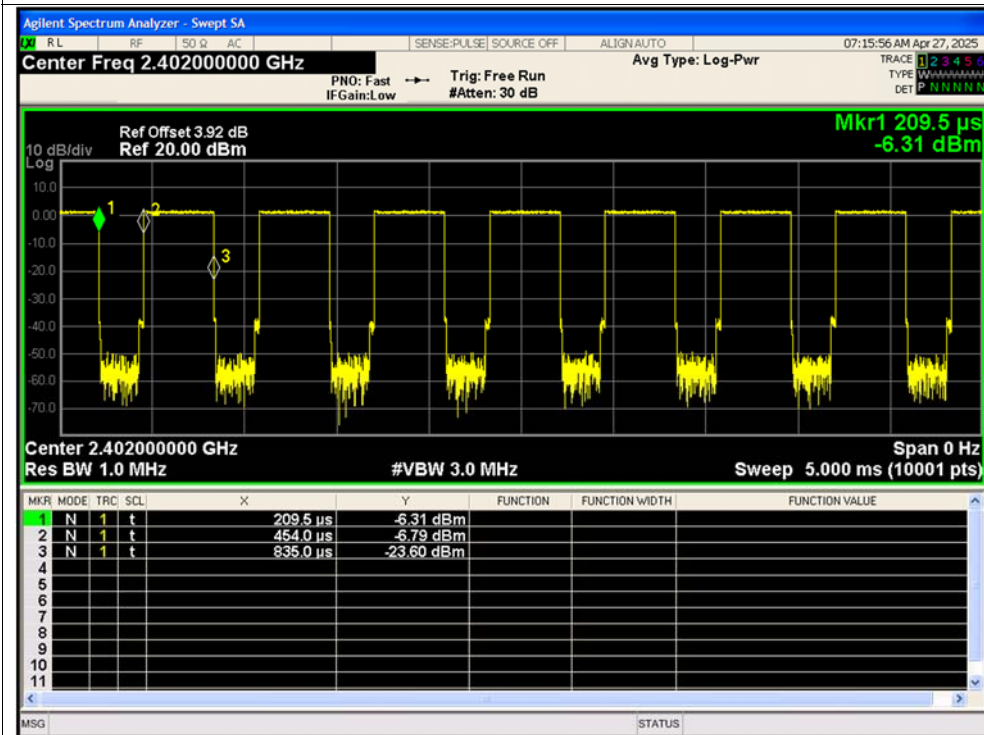 Agilent Spectrum Analyzer - Swept SA
LXI RL RF 50 Ω AC SENSE:PULSE SOURCE OFF ALIGN AUTO 07:15:56 AM Apr 27, 2025
Center Freq 2.402000000 GHz
PNO: Fast
IFGain:Low
Trig: Free Run
#Atten: 30 dB
Avg Type: Log-Pwr
TRACE 1 2 3 4 5 6
TYPE W
DET P N N N N N
Mkr1 209.5 µs
-6.31 dBm
Ref Offset 3.92 dB
Ref 20.00 dBm
10 dB/div
Log
10.0
0.00
-10.0
-20.0
-30.0
-40.0
-50.0
-60.0
-70.0
1
2
3
Center 2.402000000 GHz Span 0 Hz
Res BW 1.0 MHz #VBW 3.0 MHz Sweep 5.000 ms (10001 pts)
MKR MODE TRC SCL X Y FUNCTION FUNCTION WIDTH FUNCTION VALUE
1 N 1 t 209.5 µs -6.31 dBm
2 N 1 t 454.0 µs -6.79 dBm
3 N 1 t 835.0 µs -23.60 dBm
4
5
6
7
8
9
10
11
MSG STATUS